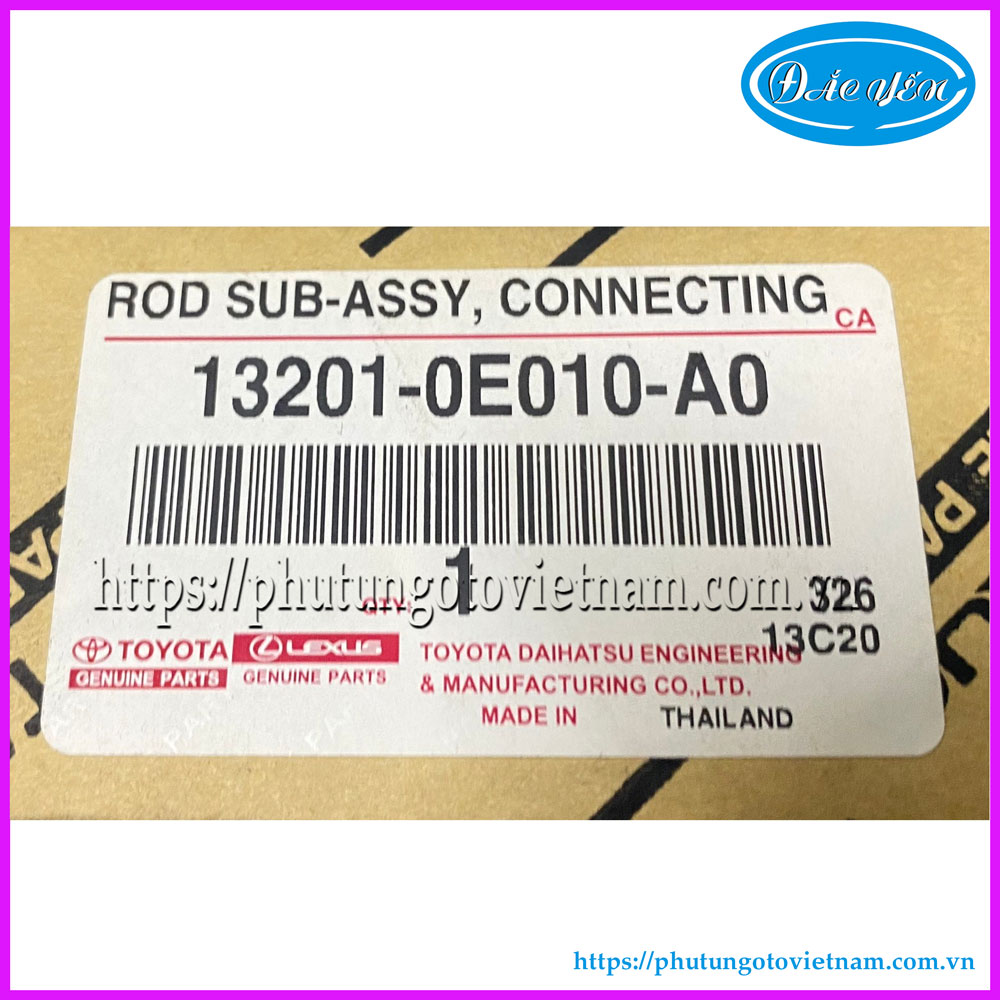 ĐẮC YẾN
ROD SUB-ASSY, CONNECTING
CA
13201-0E010-A0
https://phutungotovietnam.com.vn
QTY: 1
326
13C20
TOYOTA
GENUINE PARTS
LEXUS
GENUINE PARTS
TOYOTA DAIHATSU ENGINEERING
& MANUFACTURING CO.,LTD.
MADE IN THAILAND
https://phutungotovietnam.com.vn